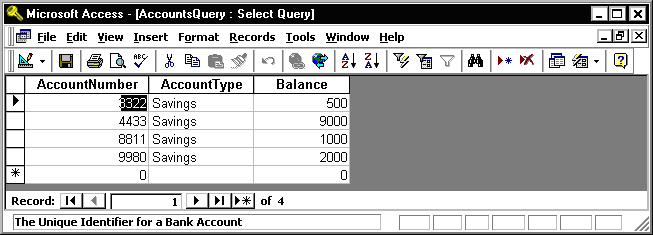 Microsoft Access - [AccountsQuery : Select Query]
File Edit View Insert Format Records Tools Window Help
AccountNumber AccountType Balance
8322 Savings 500
4433 Savings 9000
8811 Savings 1000
9980 Savings 2000
0 0
Record: 1 of 4
The Unique Identifier for a Bank Account